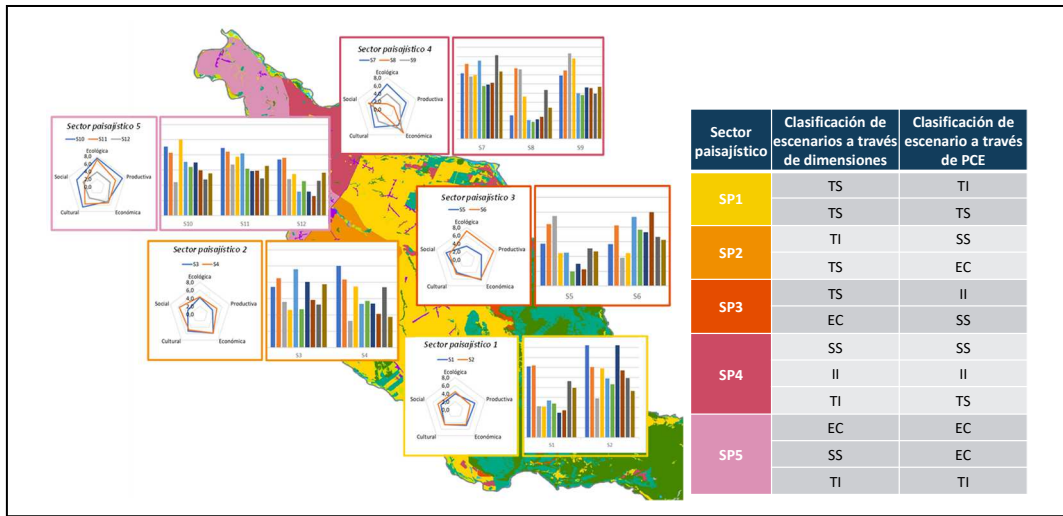 Sector paisajístico 4
S7 S8 S9
Ecológica
8,0
6,0
4,0
2,0
0,0
Social
Productiva
Cultural
Económica
S7 S8 S9
Sector paisajístico 5
S10 S11 S12
Ecológica
8,0
6,0
4,0
2,0
0,0
Social
Productiva
Cultural
Económica
S10 S11 S12
Sector paisajístico 3
S5 S6
Ecológica
8,0
6,0
4,0
2,0
0,0
Social
Productiva
Cultural
Económica
S5 S6
Sector paisajístico 2
S3 S4
Ecológica
8,0
6,0
4,0
2,0
0,0
Social
Productiva
Cultural
Económica
S3 S4
Sector paisajístico 1
S1 S2
Ecológica
8,0
6,0
4,0
2,0
0,0
Social
Productiva
Cultural
Económica
S1 S2
Sector paisajístico
Clasificación de escenarios a través de dimensiones
Clasificación de escenario a través de PCE
SP1
TS TI
TS TS
SP2
TI SS
TS EC
SP3
TS II
EC SS
SP4
SS SS
II II
TI TS
SP5
EC EC
SS EC
TI TI